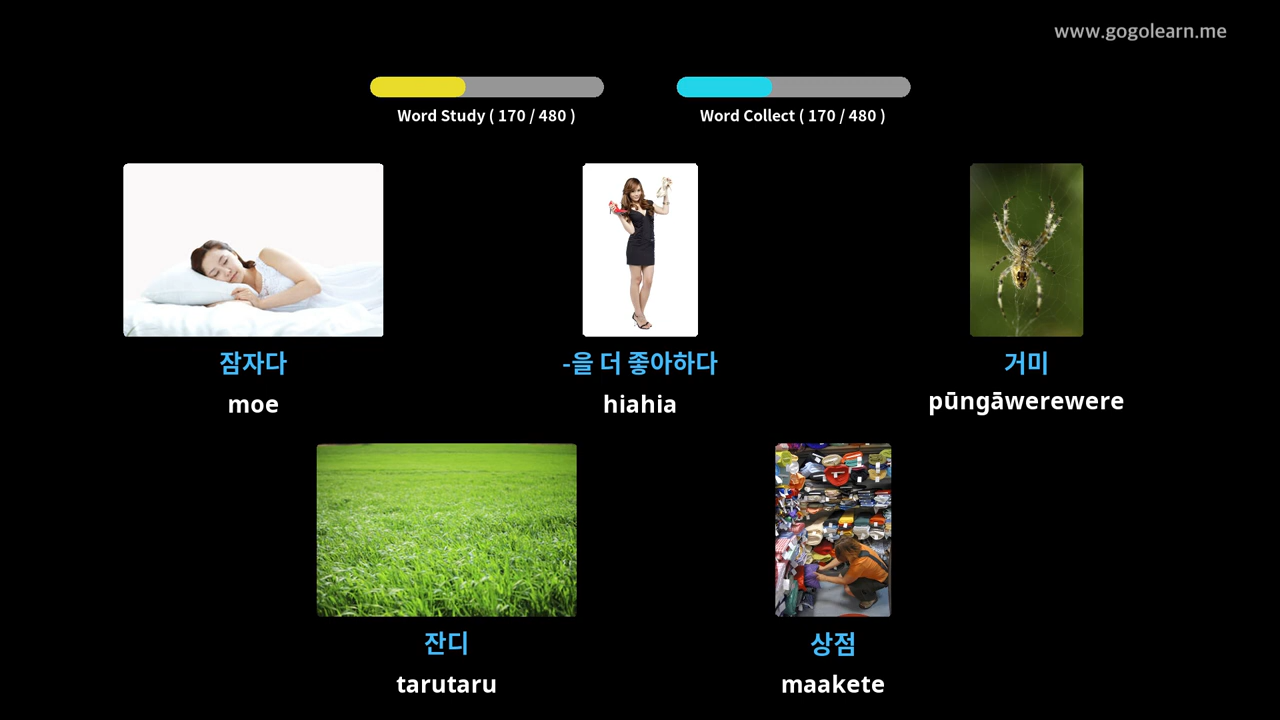 www.gogolearn.me
Word Study ( 170 / 480 )
Word Collect ( 170 / 480 )
잠자다
moe
-을 더 좋아하다
hiahia
거미
pūngāwerewere
잔디
tarutaru
상점
maakete